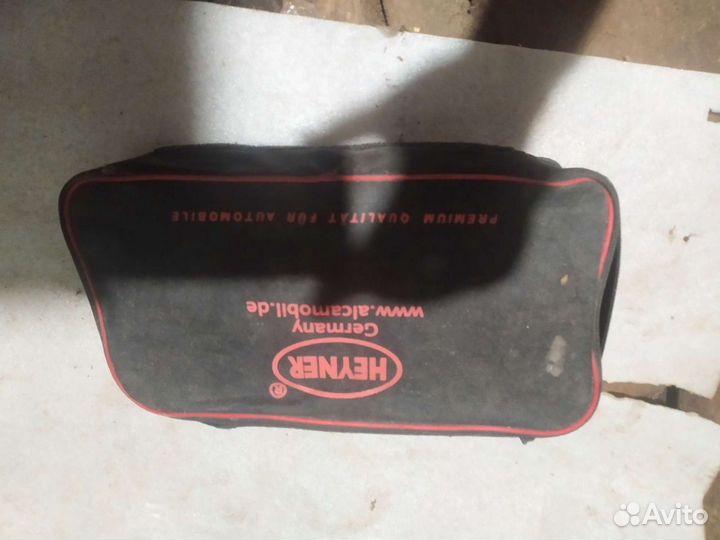 HEYNER ®
Germany
www.alcamobil.de
PREMIUM QUALITÄT FÜR AUTOMOBILE
Avito